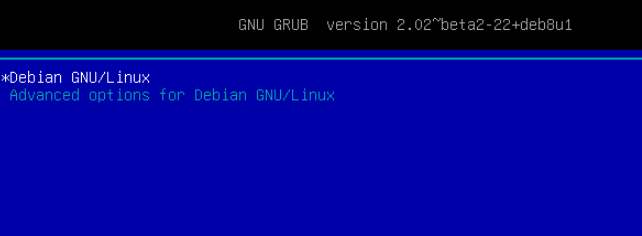 GNU GRUB  version 2.02~beta2-22+deb8u1
*Debian GNU/Linux
Advanced options for Debian GNU/Linux